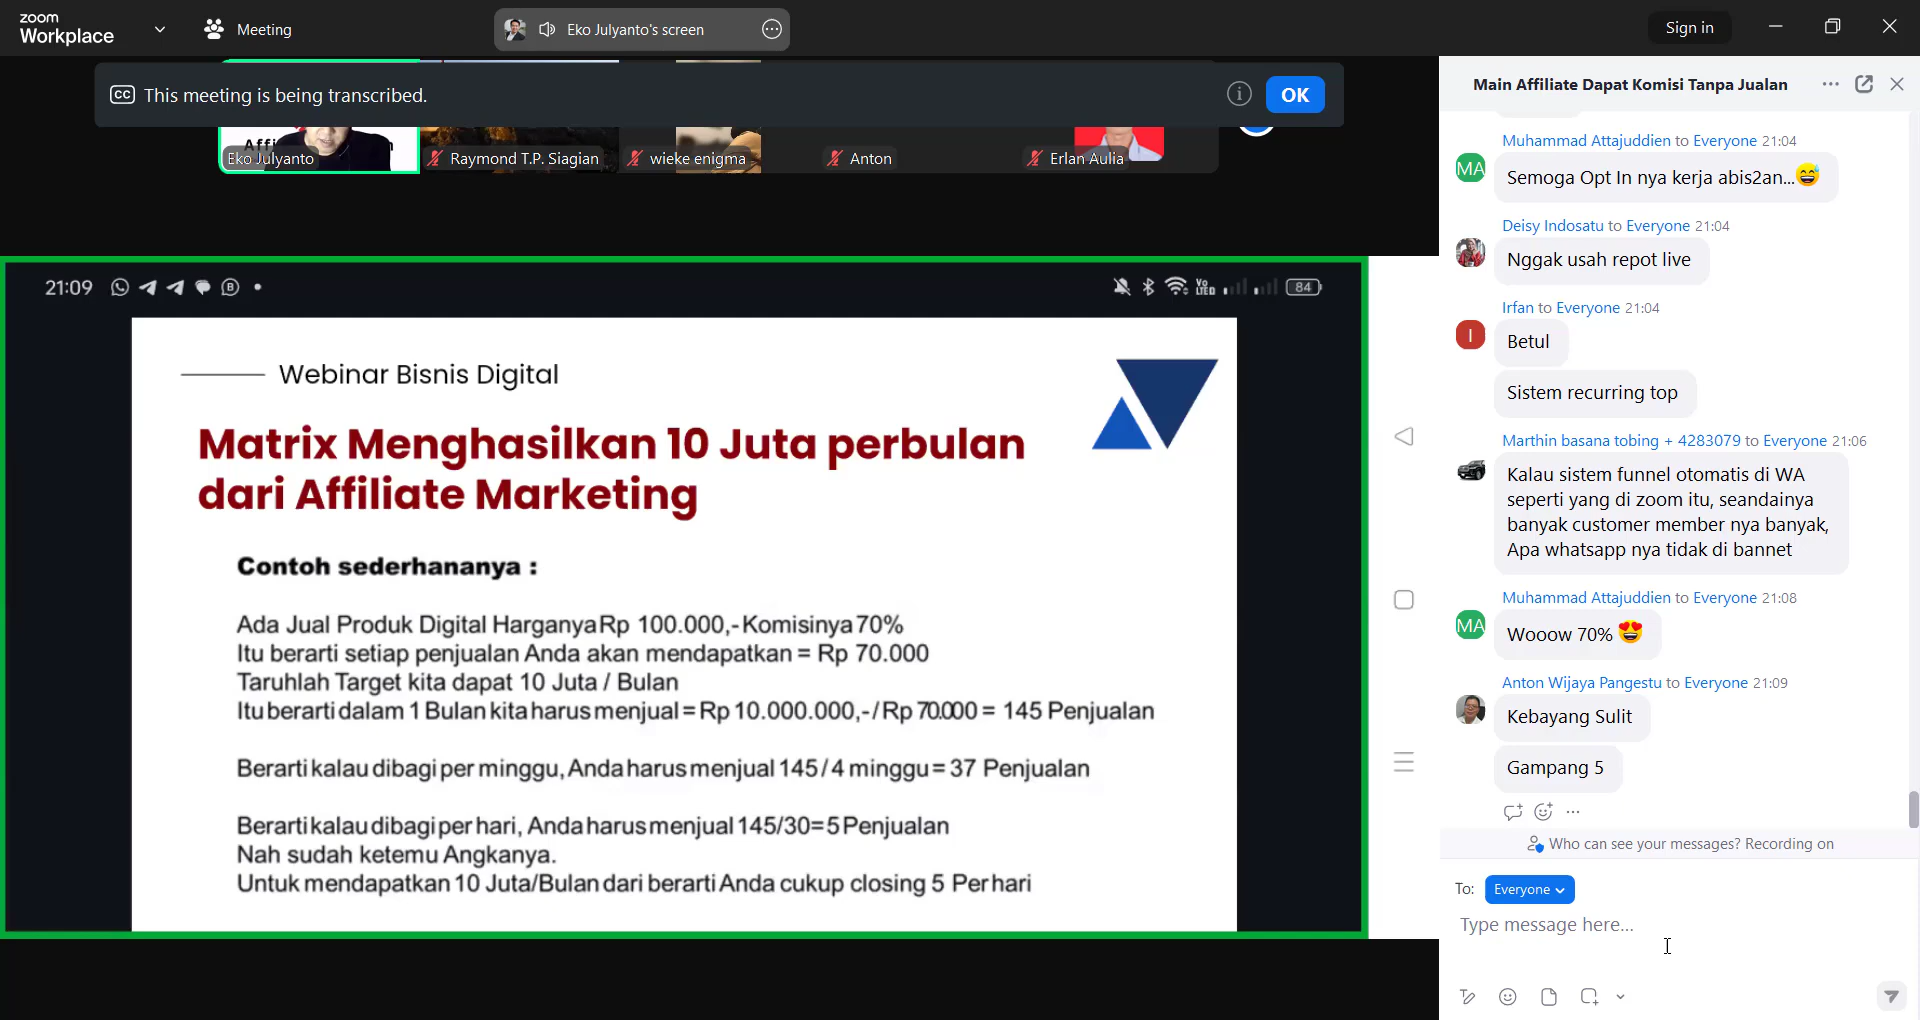 zoom
Workplace
Meeting
Eko Julyanto's screen
Sign in
CC This meeting is being transcribed.
OK
Eko Julyanto
Raymond T.P. Siagian
wieke enigma
Anton
Erlan Aulia
21:09
84
Webinar Bisnis Digital
Matrix Menghasilkan 10 Juta perbulan
dari Affiliate Marketing
Contoh sederhananya :
Ada Jual Produk Digital Harganya Rp 100.000,- Komisinya 70%
Itu berarti setiap penjualan Anda akan mendapatkan = Rp 70.000
Taruhlah Target kita dapat 10 Juta / Bulan
Itu berarti dalam 1 Bulan kita harus menjual = Rp 10.000.000,- / Rp 70.000 = 145 Penjualan
Berarti kalau dibagi per minggu, Anda harus menjual 145 / 4 minggu = 37 Penjualan
Berarti kalau dibagi per hari, Anda harus menjual 145/30= 5 Penjualan
Nah sudah ketemu Angkanya.
Untuk mendapatkan 10 Juta/Bulan dari berarti Anda cukup closing 5 Per hari
Main Affiliate Dapat Komisi Tanpa Jualan
Muhammad Attajuddien to Everyone 21:04
MA
Semoga Opt In nya kerja abis2an...😅
Deisy Indosatu to Everyone 21:04
Nggak usah repot live
Irfan to Everyone 21:04
I
Betul
Sistem recurring top
Marthin basana tobing + 4283079 to Everyone 21:06
Kalau sistem funnel otomatis di WA
seperti yang di zoom itu, seandainya
banyak customer member nya banyak,
Apa whatsapp nya tidak di bannet
Muhammad Attajuddien to Everyone 21:08
MA
Wooow 70% 😍
Anton Wijaya Pangestu to Everyone 21:09
Kebayang Sulit
Gampang 5
Who can see your messages? Recording on
To: Everyone
Type message here...